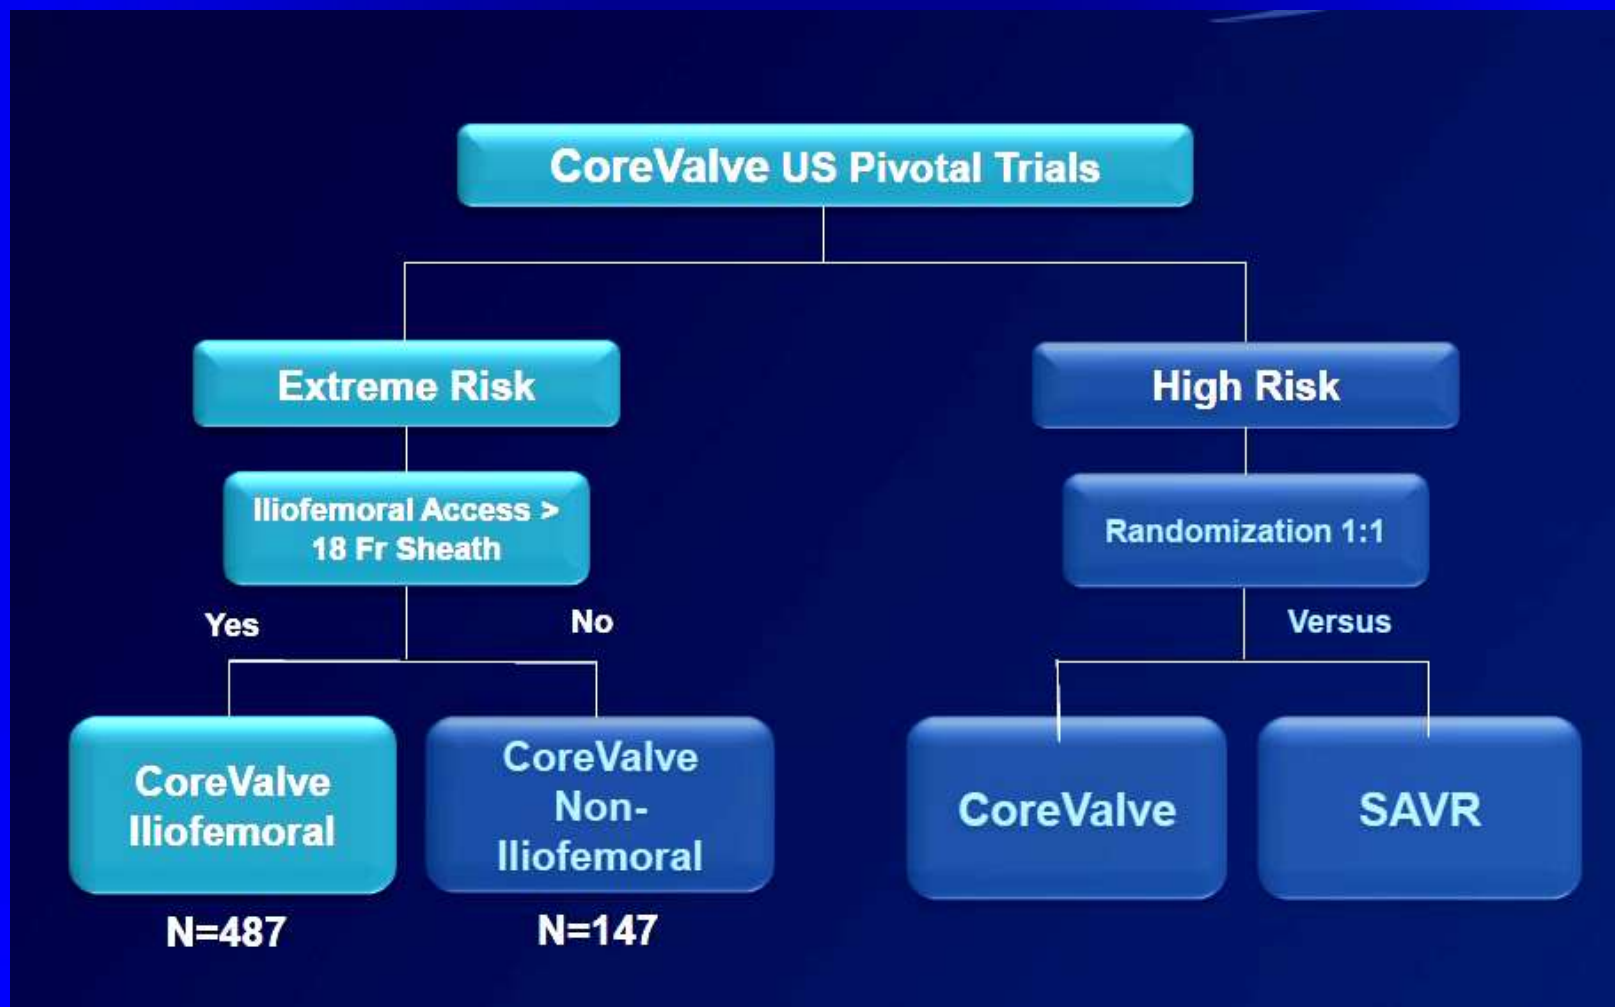 CoreValve US Pivotal Trials
Extreme Risk
High Risk
Iliofemoral Access >
18 Fr Sheath
Randomization 1:1
Yes
No
Versus
CoreValve
Iliofemoral
CoreValve
Non-
Iliofemoral
CoreValve
SAVR
N=487
N=147